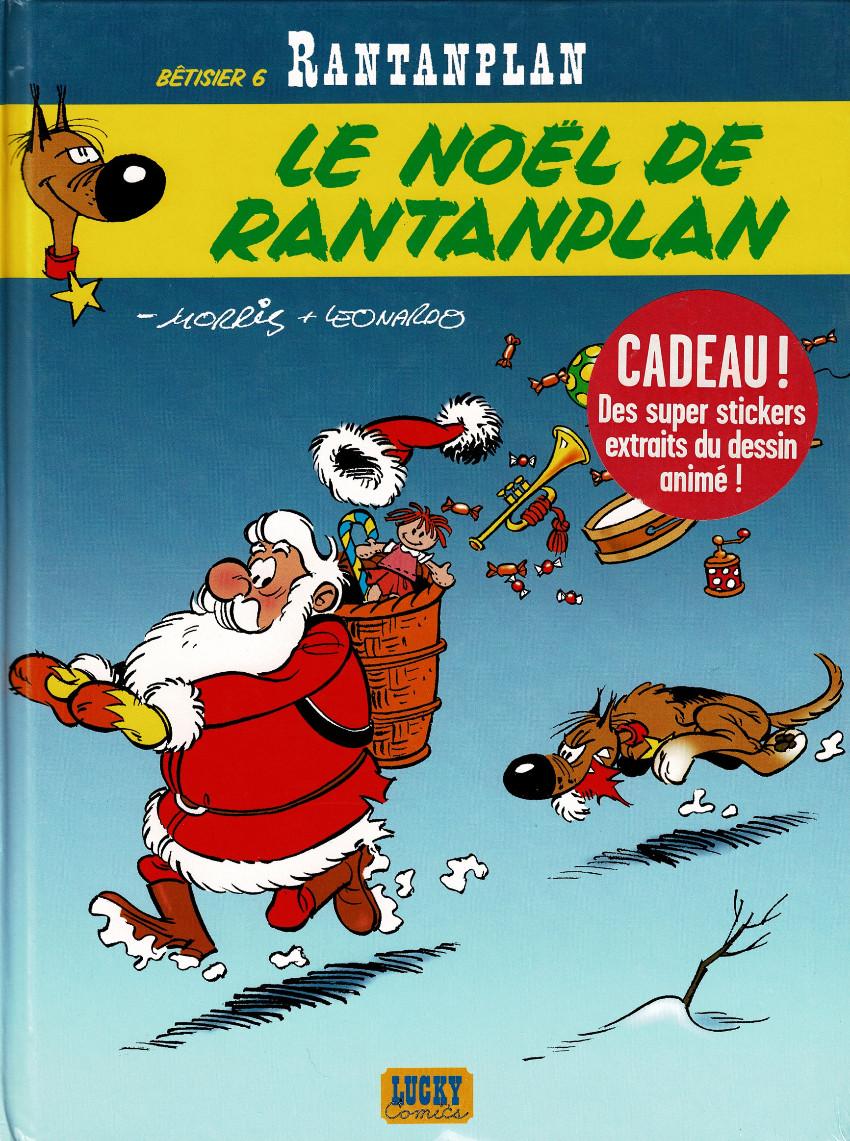 BÊTISIER 6 RANTANPLAN
LE NOËL DE
RANTANPLAN
-MORRIS + LEONARDO
CADEAU !
Des super stickers
extraits du dessin
animé !
LUCKY
Comics